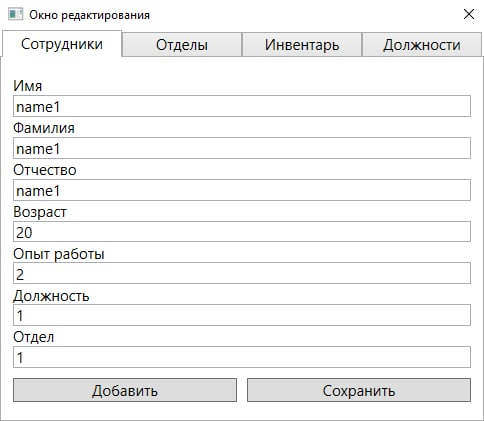 Окно редактирования
Сотрудники Отделы Инвентарь Должности
Имя
name1
Фамилия
name1
Отчество
name1
Возраст
20
Опыт работы
2
Должность
1
Отдел
1
Добавить Сохранить